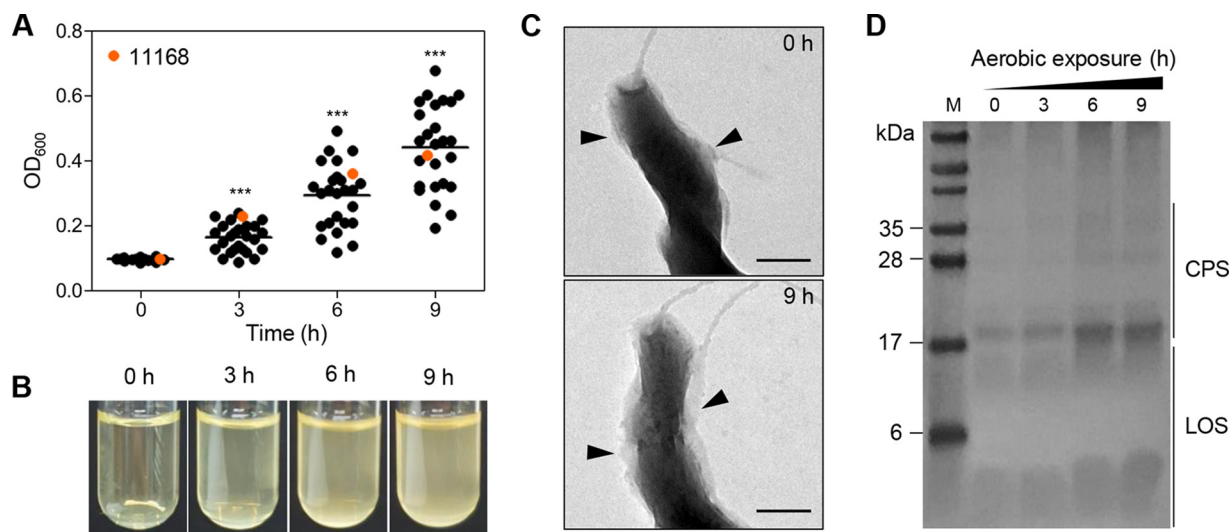 A
0.8
0.6
0.4
0.2
0.0
OD600
11168
***
***
***
0
3
6
9
Time (h)
B
0 h
3 h
6 h
9 h
C
0 h
9 h
D
Aerobic exposure (h)
M
0
3
6
9
kDa
35
28
17
6
CPS
LOS